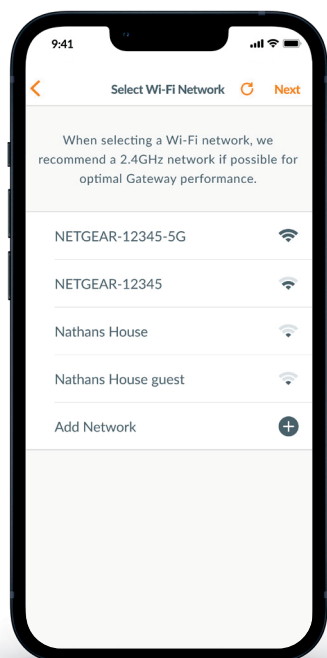 9:41
Select Wi-Fi Network
Next
When selecting a Wi-Fi network, we
recommend a 2.4GHz network if possible for
optimal Gateway performance.
NETGEAR-12345-5G
NETGEAR-12345
Nathans House
Nathans House guest
Add Network